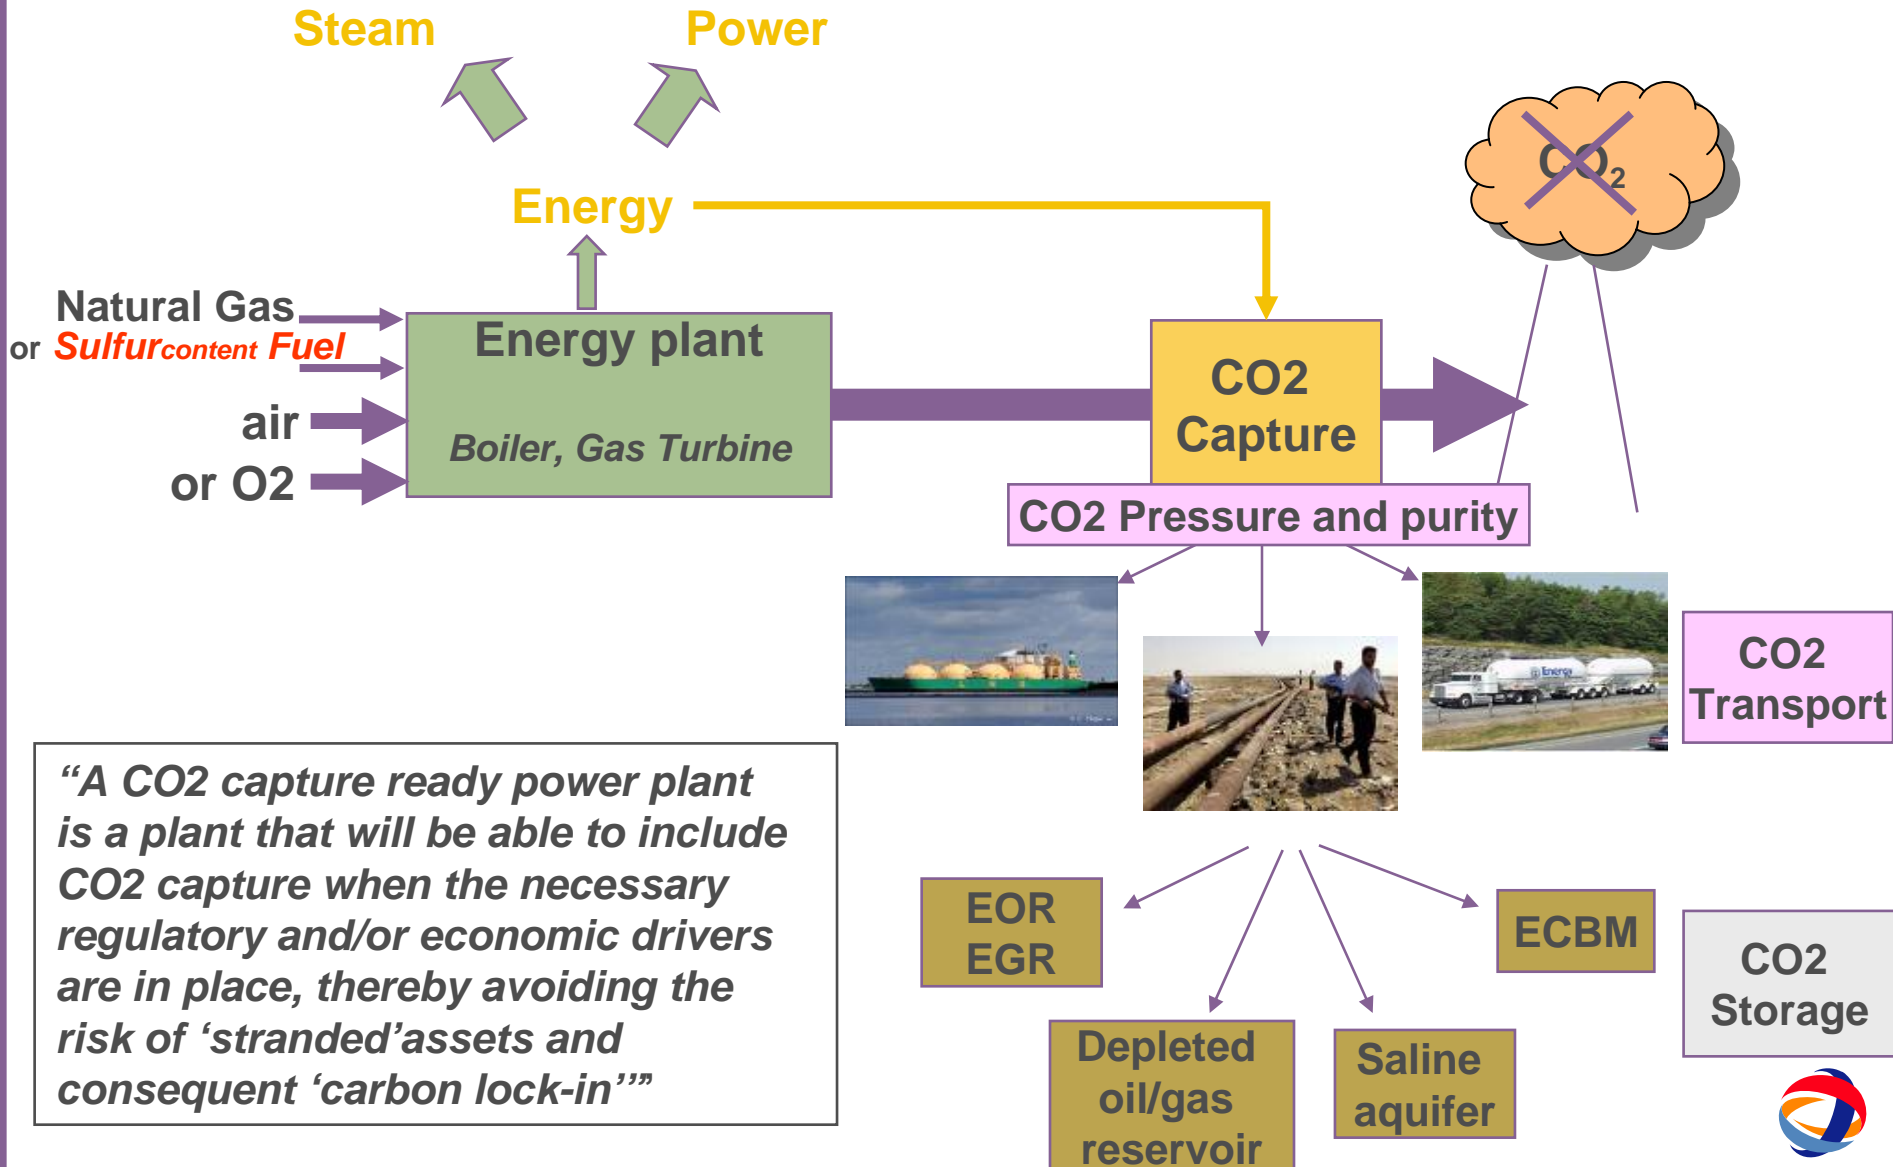 Steam
Power
CO2
Energy
Natural Gas
or Sulfurcontent Fuel
air
or O2
Energy plant
Boiler, Gas Turbine
CO2
Capture
CO2 Pressure and purity
Energy
CO2
Transport
“A CO2 capture ready power plant
is a plant that will be able to include
CO2 capture when the necessary
regulatory and/or economic drivers
are in place, thereby avoiding the
risk of ‘stranded’assets and
consequent ‘carbon lock-in’’”
EOR
EGR
ECBM
Depleted
oil/gas
reservoir
Saline
aquifer
CO2
Storage